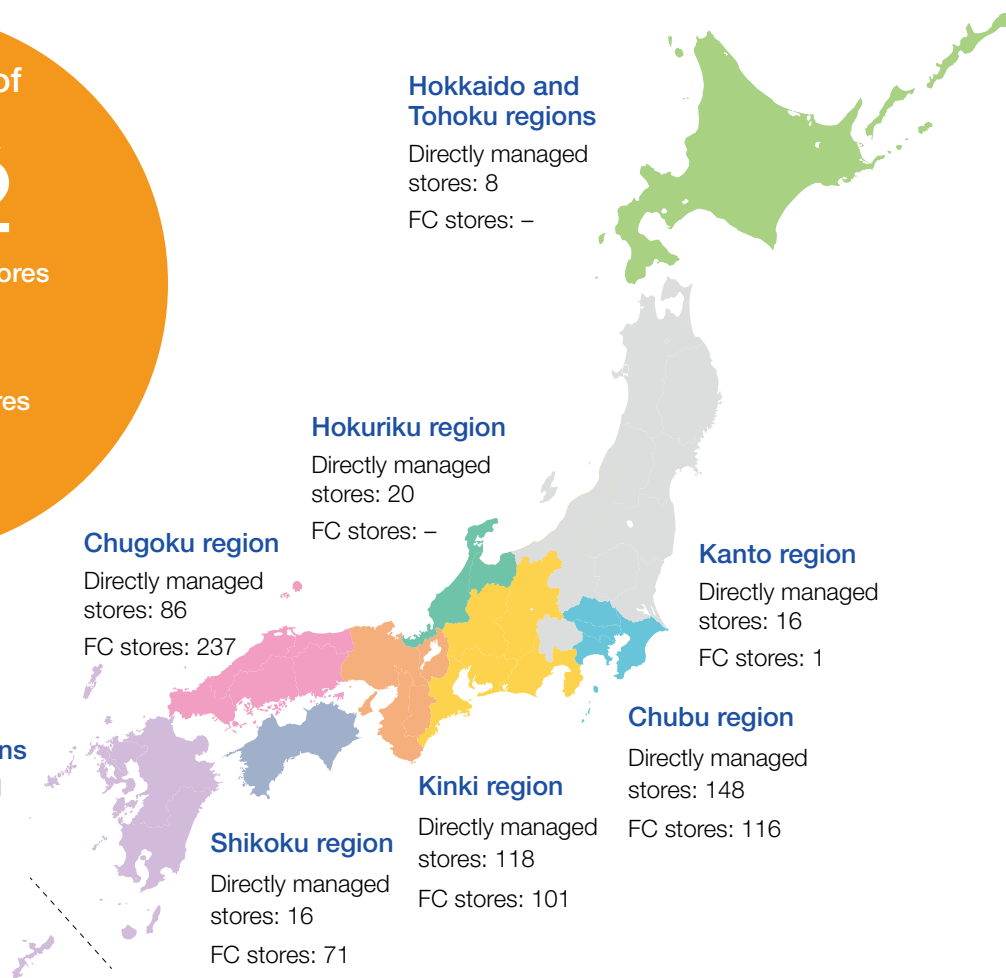 of
2
ores
res
Hokkaido and
Tohoku regions
Directly managed
stores: 8
FC stores: –
Hokuriku region
Directly managed
stores: 20
FC stores: –
Chugoku region
Directly managed
stores: 86
FC stores: 237
Kanto region
Directly managed
stores: 16
FC stores: 1
Chubu region
Directly managed
stores: 148
FC stores: 116
Kinki region
Directly managed
stores: 118
FC stores: 101
Shikoku region
Directly managed
stores: 16
FC stores: 71
ns